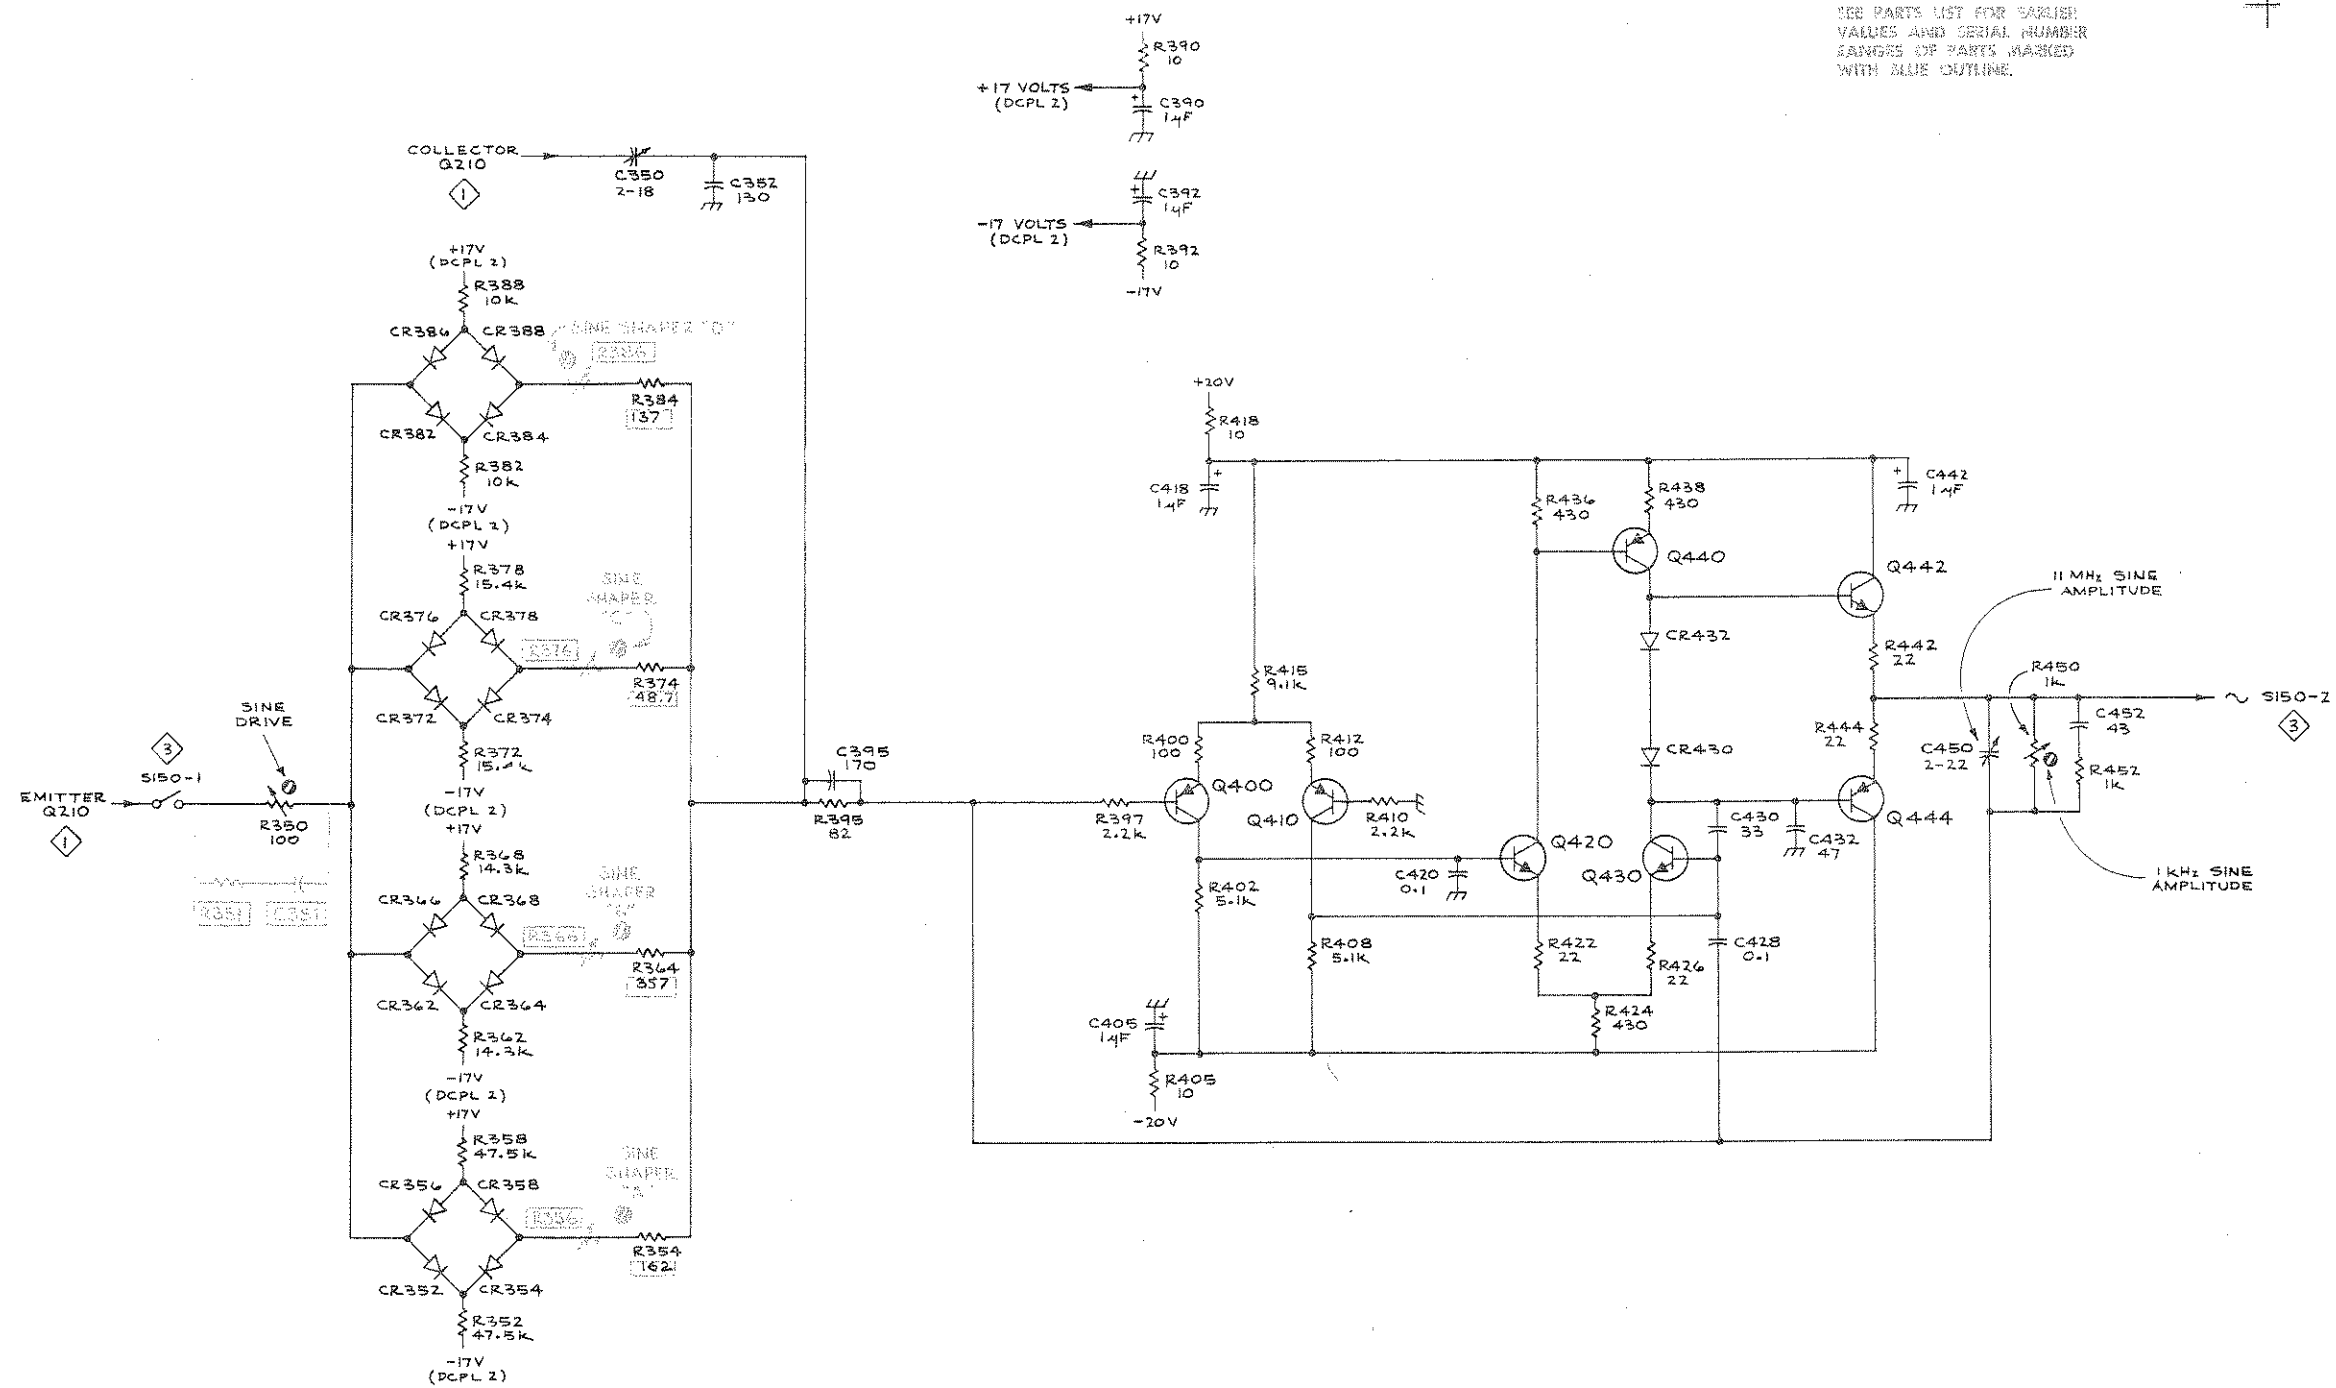 SEE PARTS LIST FOR EARLIER
VALUES AND SERIAL NUMBER
RANGES OF PARTS MARKED
WITH BLUE OUTLINE.
+17V
R390
10
+17 VOLTS
(DCPL 2)
C390
1µF
C392
1µF
-17 VOLTS
(DCPL 2)
R392
10
-17V
COLLECTOR
Q210
1
C350
2-18
C352
130
+17V
(DCPL 2)
R388
10K
CR386
CR388
SINE SHAPER "D"
R386
R384
137
CR382
CR384
R382
10K
-17V
(DCPL 2)
+17V
R378
15.4K
SINE
SHAPER
"C"
CR376
CR378
R376
R374
48.7
CR372
CR374
R372
15.4K
-17V
(DCPL 2)
+17V
SINE
DRIVE
3
S150-1
EMITTER
Q210
1
R350
100
R351
C351
C395
170
R395
82
R368
14.3K
SINE
SHAPER
CR366
CR368
R366
R364
357
CR362
CR364
R362
14.3K
-17V
(DCPL 2)
+17V
R358
47.5K
SINE
SHAPER
"A"
CR356
CR358
R356
R354
162
CR352
CR354
R352
47.5K
-17V
(DCPL 2)
+20V
R418
10
C418
1µF
R436
430
R438
430
C442
1µF
Q440
Q442
11 MHz SINE
AMPLITUDE
CR432
R442
22
R450
1K
R415
9.1K
C452
43
~ S150-2
3
R400
100
R412
100
CR430
R444
22
C450
2-22
R452
1K
Q400
Q410
R397
2.2K
R410
2.2K
Q420
Q430
C430
33
C432
47
Q444
C420
0.1
1 KHz SINE
AMPLITUDE
R402
5.1K
R408
5.1K
R422
22
R426
22
C428
0.1
C405
1µF
R424
430
R405
10
-20V